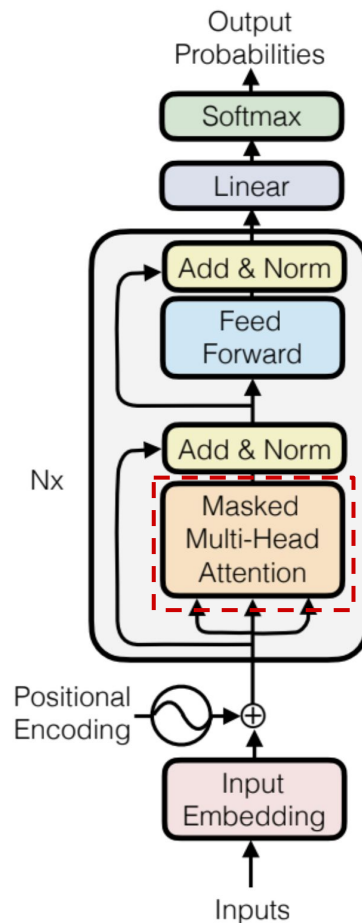 Output
Probabilities
Softmax
Linear
Add & Norm
Feed
Forward
Add & Norm
Nx
Masked
Multi-Head
Attention
Positional
Encoding
Input
Embedding
Inputs